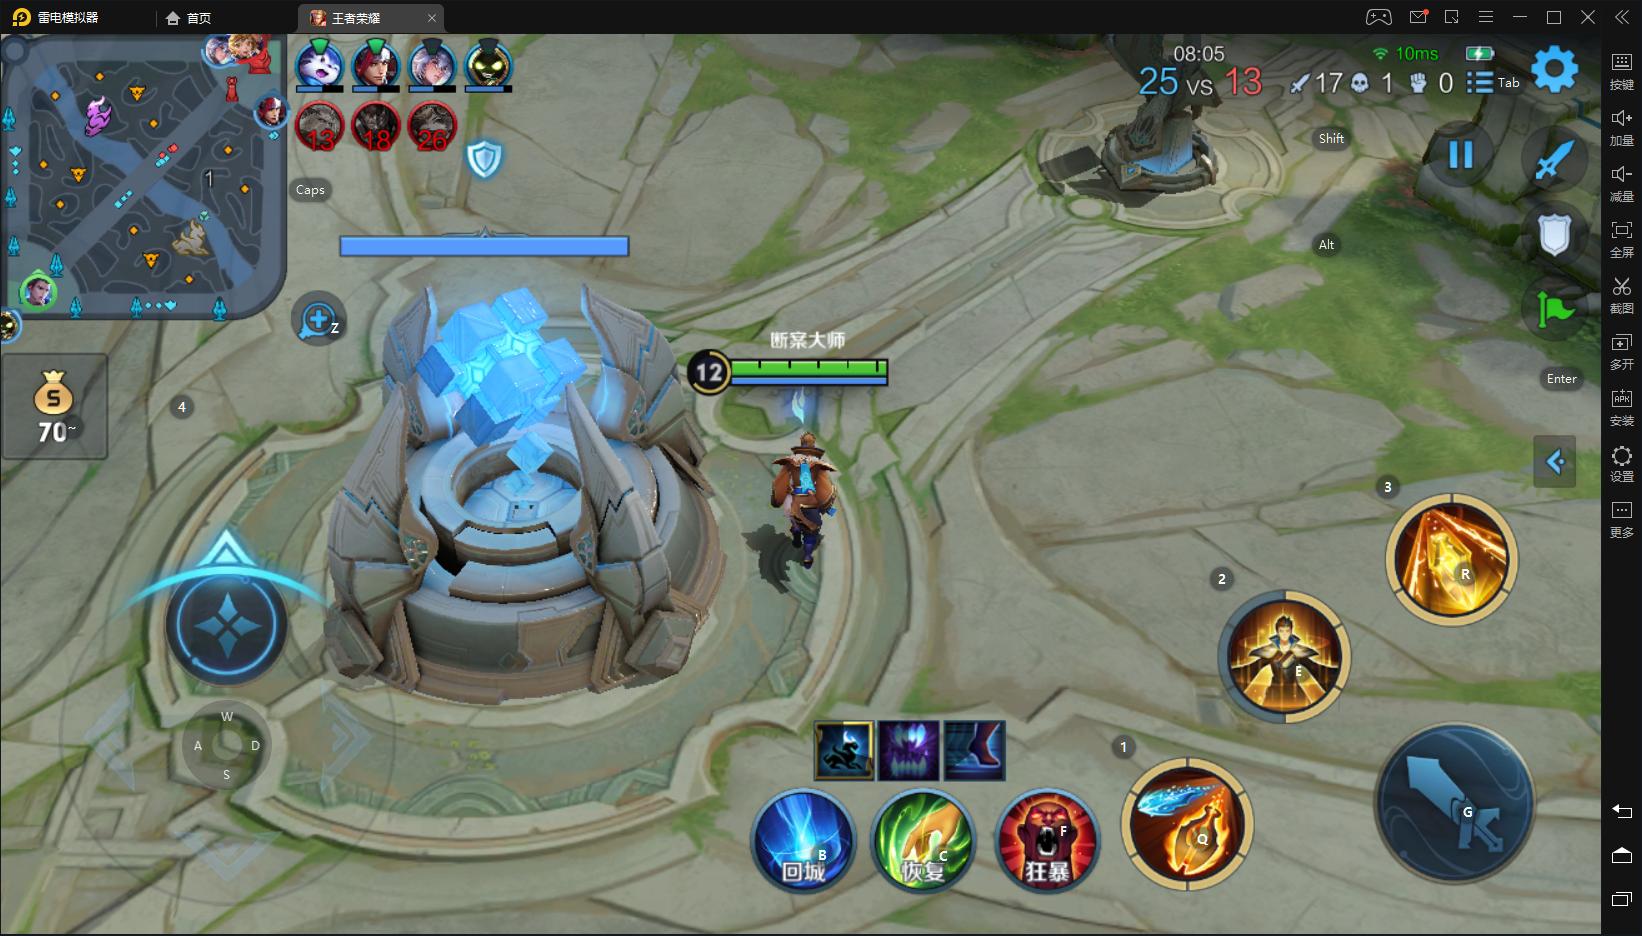 雷电模拟器
首页
王者荣耀
08:05
10ms
25 VS 13
17 1 0
Tab
13 18 26
1
Shift
Caps
Alt
Z
断案大师
12
Enter
S
70~
4
3
R
2
E
W
A D
S
1
Q
G
B
回城
C
恢复
F
狂暴
按键
加量
减量
全屏
截图
多开
APK
安装
设置
更多